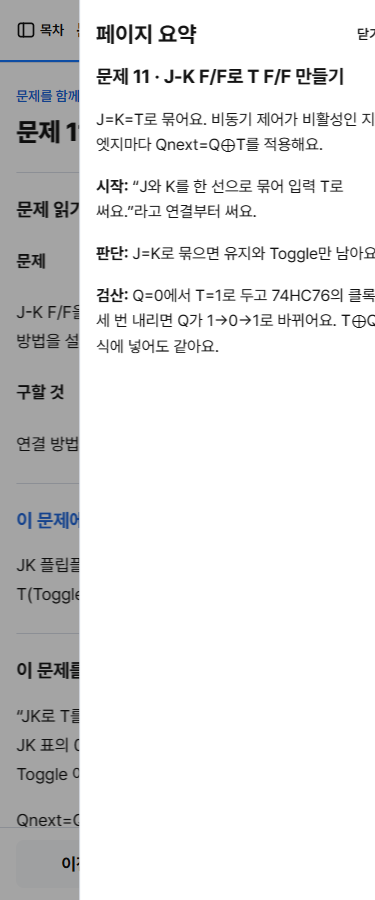 목차
페이지 요약
문제 11 · J-K F/F로 T F/F 만들기
J=K=T로 묶어요. 비동기 제어가 비활성인 지
엣지마다 Qnext=Q⊕T를 적용해요.
시작: “J와 K를 한 선으로 묶어 입력 T로
써요.”라고 연결부터 써요.
판단: J=K로 묶으면 유지와 Toggle만 남아요
검산: Q=0에서 T=1로 두고 74HC76의 클록
세 번 내리면 Q가 1→0→1로 바뀌어요. T⊕Q
식에 넣어도 같아요.
문제를 함께
문제 1
문제 읽기
문제
J-K F/F을
방법을 설
구할 것
연결 방법
이 문제에
JK 플립플
T(Toggle
이 문제를
“JK로 T를
JK 표의
Toggle
Qnext=